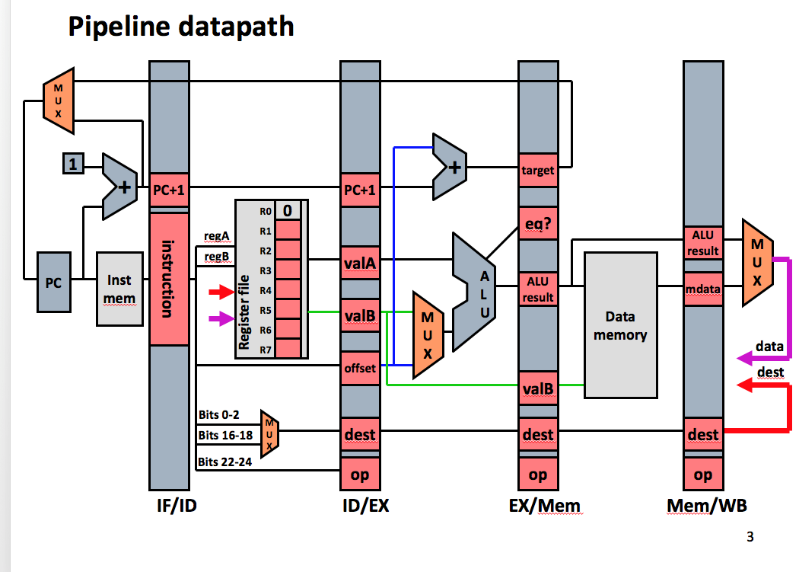 Pipeline datapath
M
U
X
1
+
PC+1
PC+1
+
target
R0
0
R1
R2
R3
R4
R5
R6
R7
regA
regB
Register file
instruction
PC
Inst
mem
valA
valB
offset
M
U
X
A
L
U
eq?
ALU
result
valB
Data
memory
ALU
result
mdata
M
U
X
data
dest
Bits 0-2
Bits 16-18
Bits 22-24
M
U
X
dest
dest
dest
op
op
op
IF/ID
ID/EX
EX/Mem
Mem/WB
3